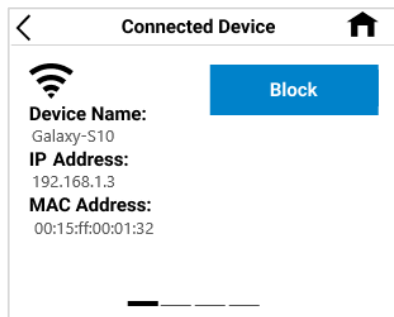 Connected Device
Block
Device Name:
Galaxy-S10
IP Address:
192.168.1.3
MAC Address:
00:15:ff:00:01:32